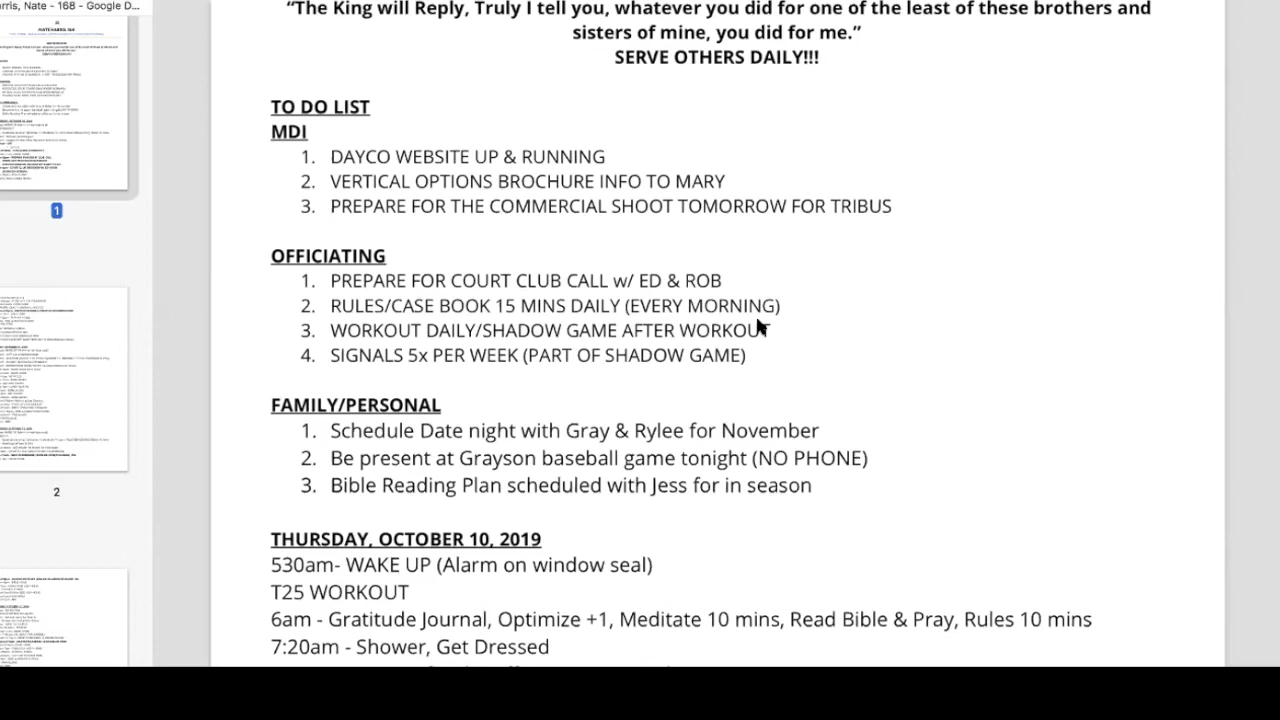 arris, Nate - 168 - Google D...
1
2
“The King will Reply, Truly I tell you, whatever you did for one of the least of these brothers and
sisters of mine, you did for me.”
SERVE OTHERS DAILY!!!
TO DO LIST
MDI
1. DAYCO WEBSITE UP & RUNNING
2. VERTICAL OPTIONS BROCHURE INFO TO MARY
3. PREPARE FOR THE COMMERCIAL SHOOT TOMORROW FOR TRIBUS
OFFICIATING
1. PREPARE FOR COURT CLUB CALL w/ ED & ROB
2. RULES/CASE BOOK 15 MINS DAILY (EVERY MORNING)
3. WORKOUT DAILY/SHADOW GAME AFTER WORKOUT
4. SIGNALS 5x PER WEEK (PART OF SHADOW GAME)
FAMILY/PERSONAL
1. Schedule Date night with Gray & Rylee for November
2. Be present at Grayson baseball game tonight (NO PHONE)
3. Bible Reading Plan scheduled with Jess for in season
THURSDAY, OCTOBER 10, 2019
530am- WAKE UP (Alarm on window seal)
T25 WORKOUT
6am - Gratitude Journal, Optimize +1, Meditate 10 mins, Read Bible & Pray, Rules 10 mins
7:20am - Shower, Get Dressed